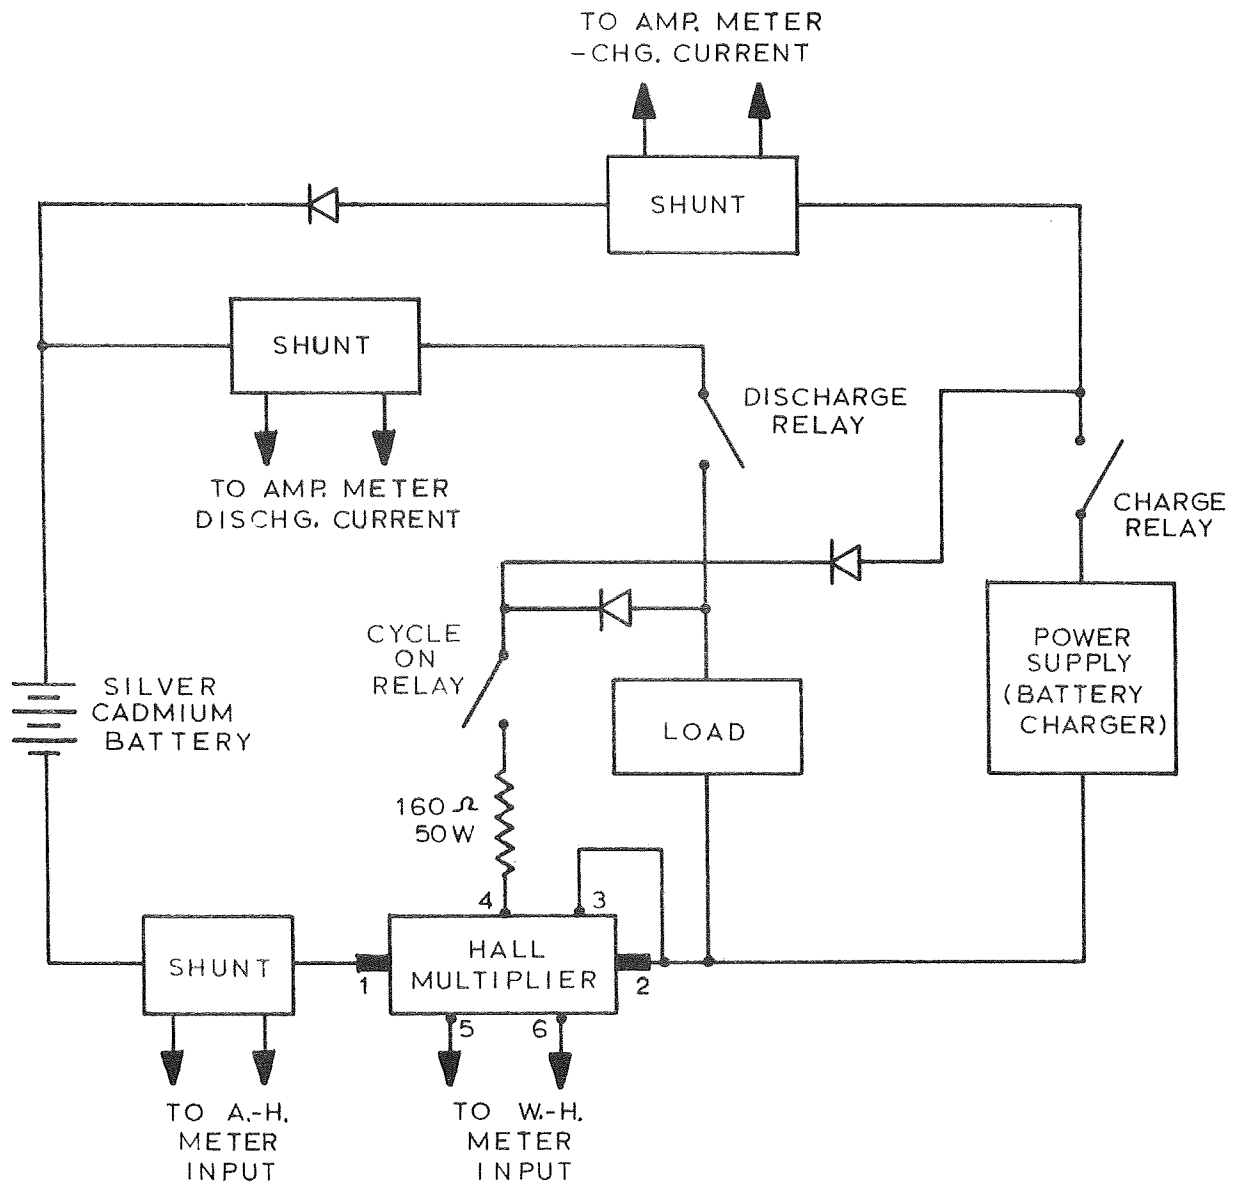 TO AMP. METER
-CHG. CURRENT
SHUNT
SHUNT
DISCHARGE
RELAY
TO AMP. METER
DISCHG. CURRENT
CHARGE
RELAY
CYCLE
ON
RELAY
POWER
SUPPLY
(BATTERY
CHARGER)
SILVER
CADMIUM
BATTERY
LOAD
160 Ω
50W
4
3
SHUNT
HALL
MULTIPLIER
1
2
5
6
TO A.-H.
METER
INPUT
TO W.-H.
METER
INPUT